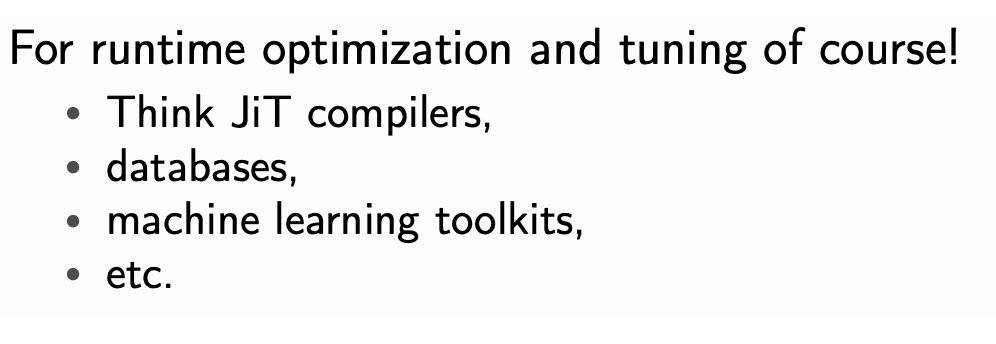 For runtime optimization and tuning of course!
• Think JiT compilers,
• databases,
• machine learning toolkits,
• etc.